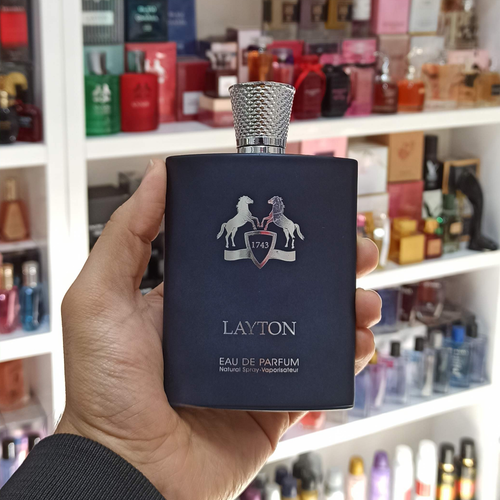 1743
LAYTON
EAU DE PARFUM
Natural Spray-Vaporisateur